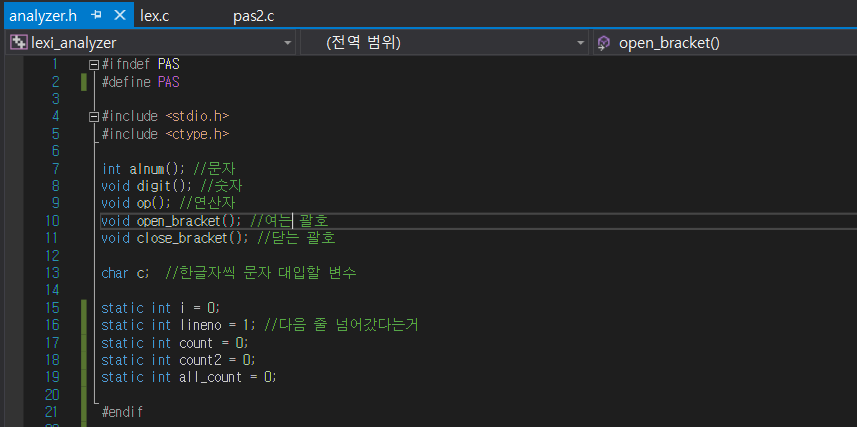 analyzer.h lex.c pas2.c
lexi_analyzer (전역 범위) open_bracket()
1 #ifndef PAS
2 #define PAS
3
4 #include <stdio.h>
5 #include <ctype.h>
6
7 int alnum(); //문자
8 void digit(); //숫자
9 void op(); //연산자
10 void open_bracket(); //여는 괄호
11 void close_bracket(); //닫는 괄호
12
13 char c; //한글자씩 문자 대입할 변수
14
15 static int i = 0;
16 static int lineno = 1; //다음 줄 넘어갔다는거
17 static int count = 0;
18 static int count2 = 0;
19 static int all_count = 0;
20
21 #endif